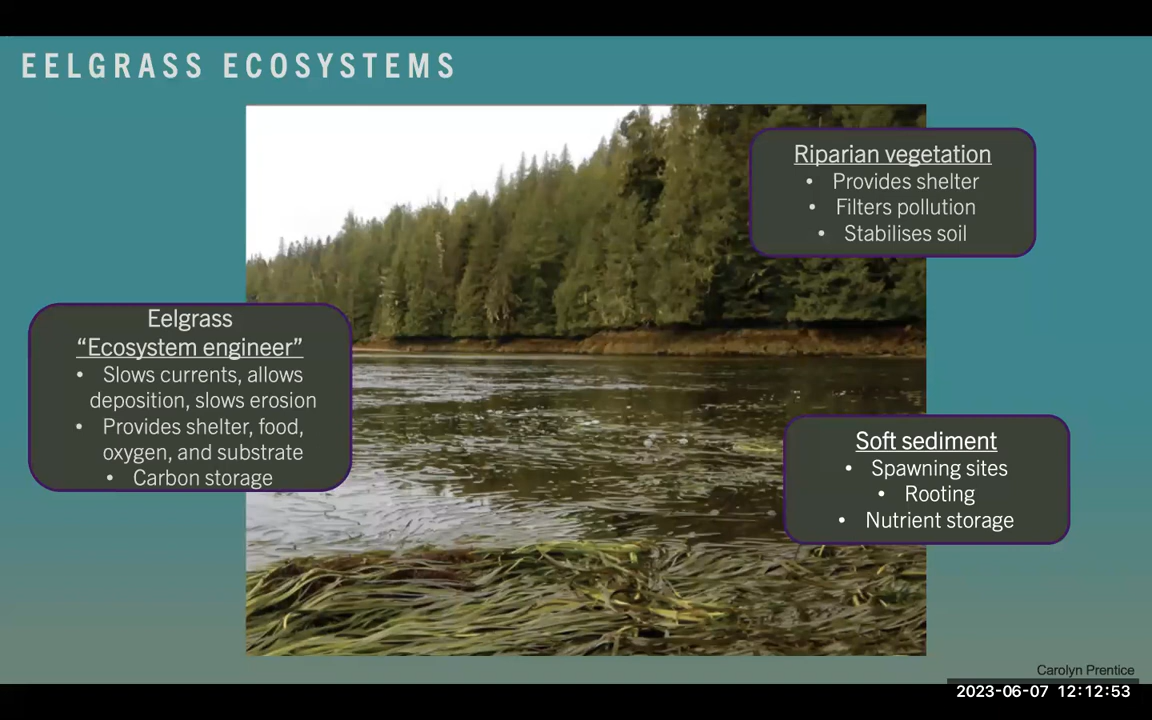 EELGRASS ECOSYSTEMS
Riparian vegetation
• Provides shelter
• Filters pollution
• Stabilises soil
Eelgrass
“Ecosystem engineer”
• Slows currents, allows
deposition, slows erosion
• Provides shelter, food,
oxygen, and substrate
• Carbon storage
Soft sediment
• Spawning sites
• Rooting
• Nutrient storage
Carolyn Prentice
2023-06-07 12:12:53